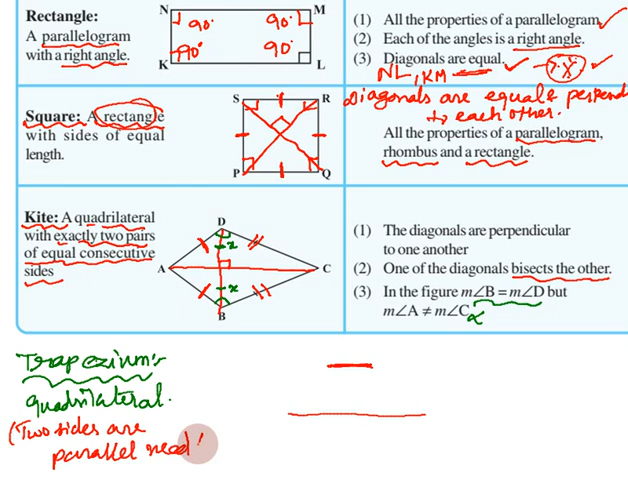 Rectangle:
A parallelogram
with a right angle.
N
M
K
L
90°
90°
90°
90°
(1) All the properties of a parallelogram
(2) Each of the angles is a right angle.
(3) Diagonals are equal.
NL, KM
Diagonals are equal & perpend
to each other.
Square: A rectangle
with sides of equal
length.
S
R
P
Q
All the properties of a parallelogram,
rhombus and a rectangle.
Kite: A quadrilateral
with exactly two pairs
of equal consecutive
sides
D
A
C
B
x
x
(1) The diagonals are perpendicular
to one another
(2) One of the diagonals bisects the other.
(3) In the figure m∠B = m∠D but
m∠A ≠ m∠C
Trapezium:
quadrilateral.
(Two sides are
parallel need